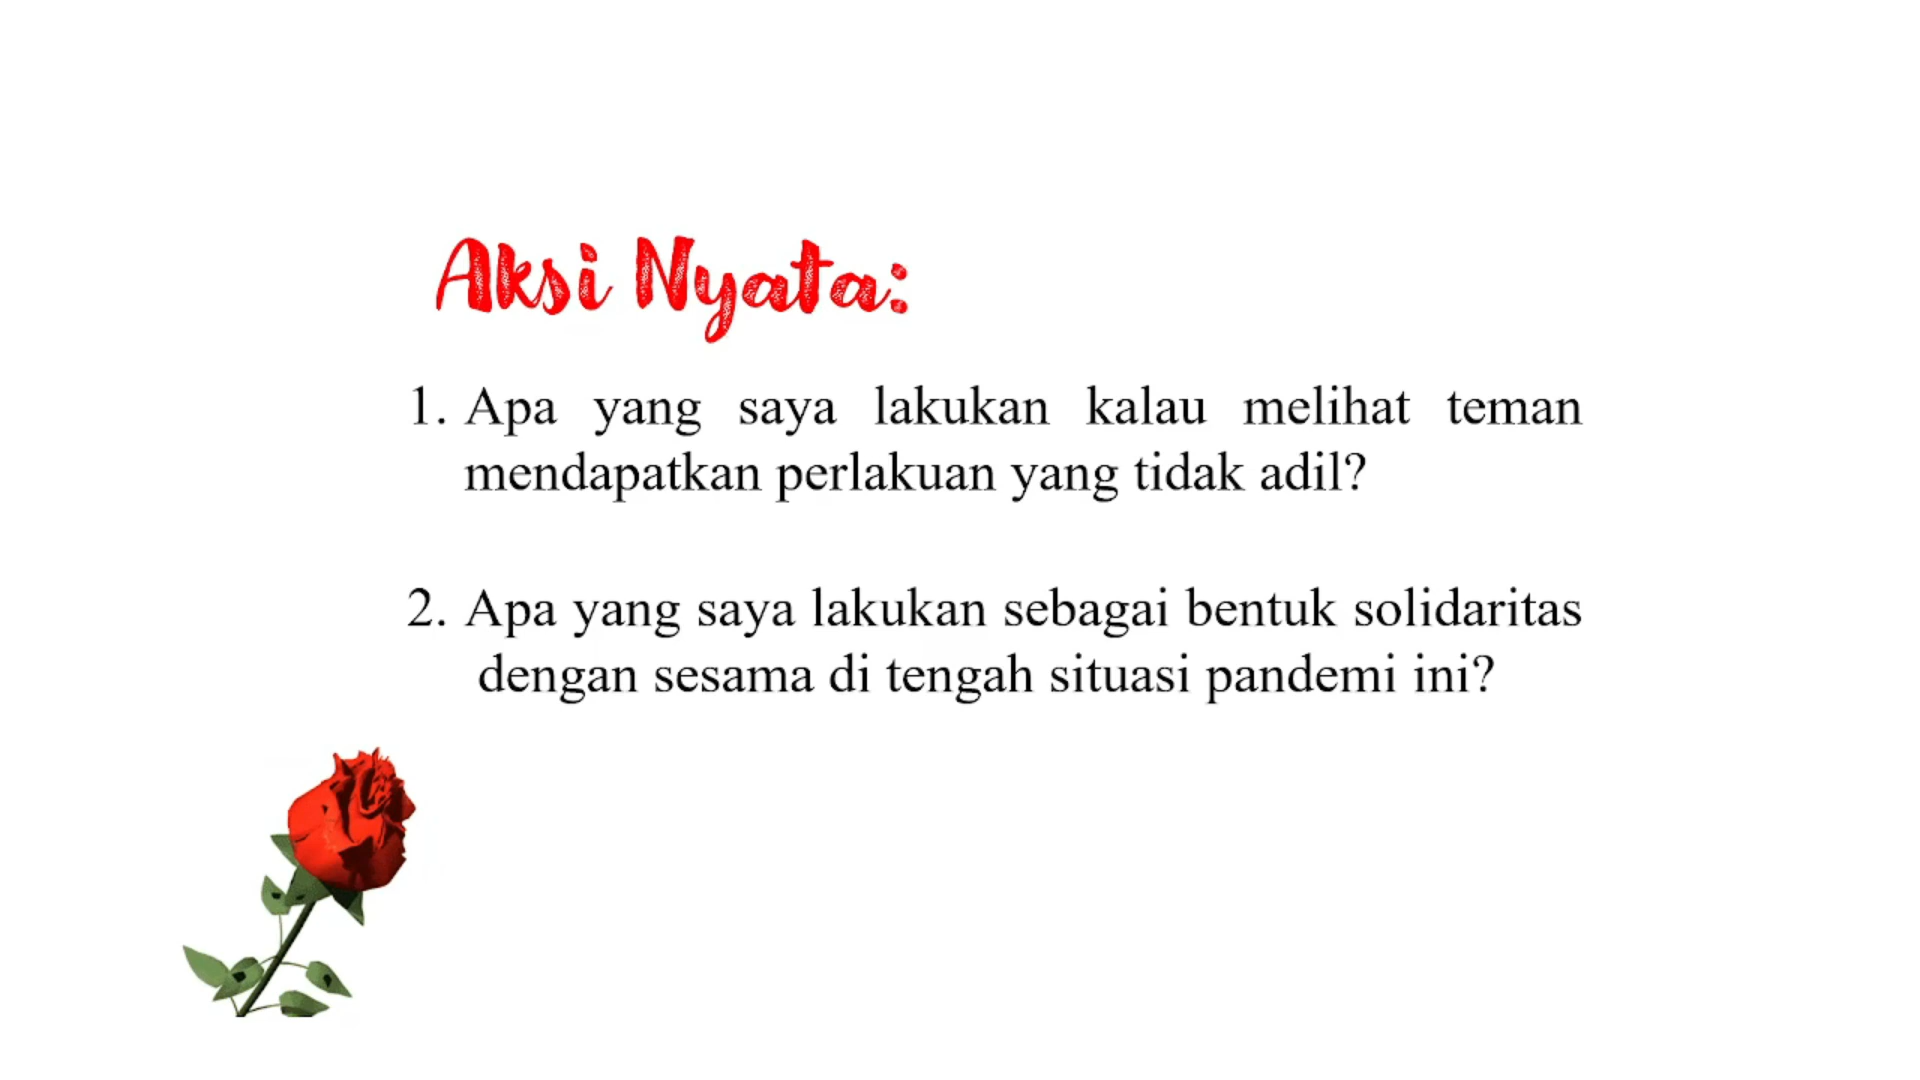 Aksi Nyata:
1. Apa yang saya lakukan kalau melihat teman
mendapatkan perlakuan yang tidak adil?
2. Apa yang saya lakukan sebagai bentuk solidaritas
dengan sesama di tengah situasi pandemi ini?